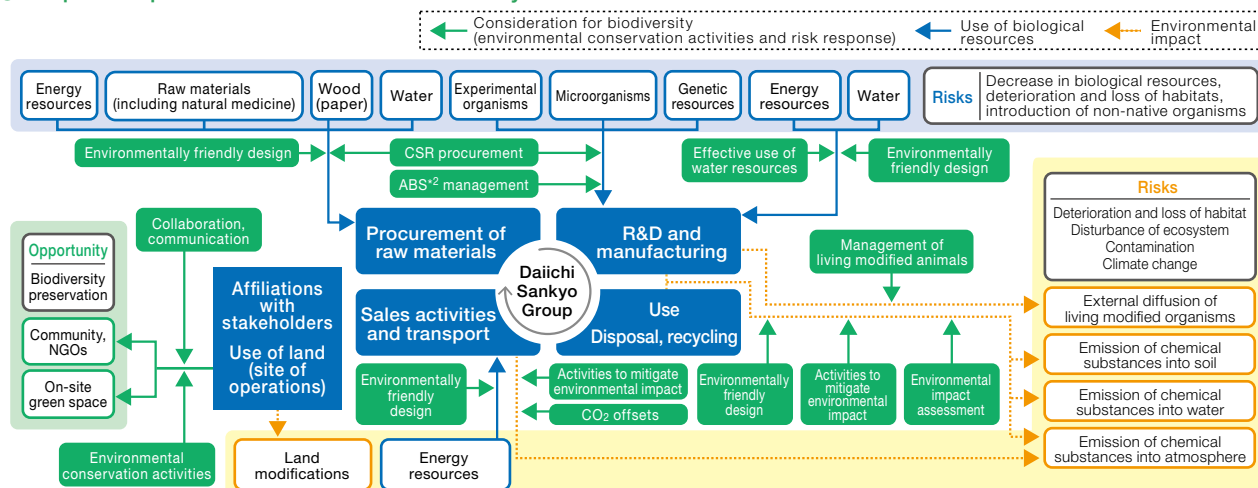 Consideration for biodiversity
(environmental conservation activities and risk response)
Use of biological
resources
Environmental
impact
Energy
resources
Raw materials
(including natural medicine)
Wood
(paper)
Water
Experimental
organisms
Microorganisms
Genetic
resources
Energy
resources
Water
Risks
Decrease in biological resources,
deterioration and loss of habitats,
introduction of non-native organisms
Environmentally friendly design
CSR procurement
ABS*2 management
Effective use of
water resources
Environmentally
friendly design
Risks
Deterioration and loss of habitat
Disturbance of ecosystem
Contamination
Climate change
Collaboration,
communication
Opportunity
Biodiversity
preservation
Community,
NGOs
On-site
green space
Affiliations
with
stakeholders
Use of land
(site of
operations)
Procurement of
raw materials
R&D and
manufacturing
Daiichi
Sankyo
Group
Sales activities
and transport
Use
Disposal, recycling
Management of
living modified animals
External diffusion of
living modified organisms
Emission of chemical
substances into soil
Emission of chemical
substances into water
Emission of chemical
substances into atmosphere
Environmentally
friendly
design
Activities to mitigate
environmental impact
CO2 offsets
Environmentally
friendly
design
Activities to
mitigate
environmental
impact
Environmental
impact
assessment
Environmental
conservation activities
Land
modifications
Energy
resources